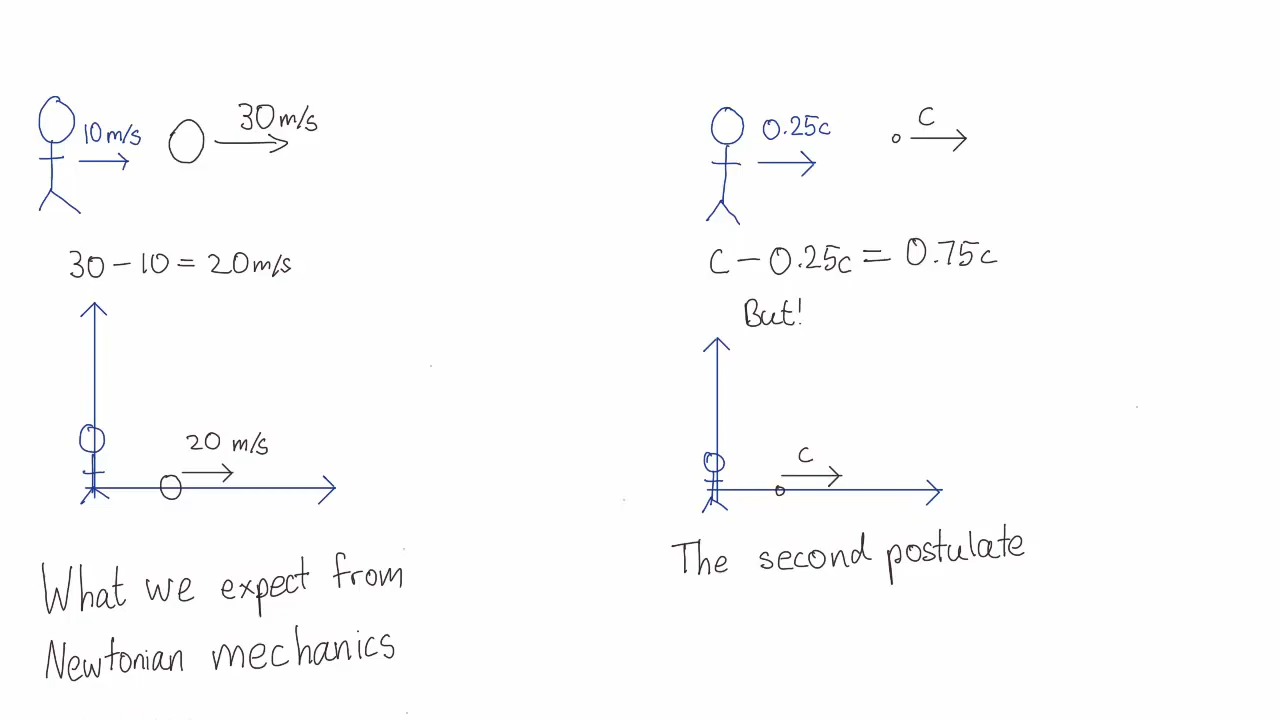 10m/s
30m/s
30 - 10 = 20m/s
20 m/s
What we expect from
Newtonian mechanics
0.25c
C
C - 0.25c = 0.75c
But!
C
The second postulate